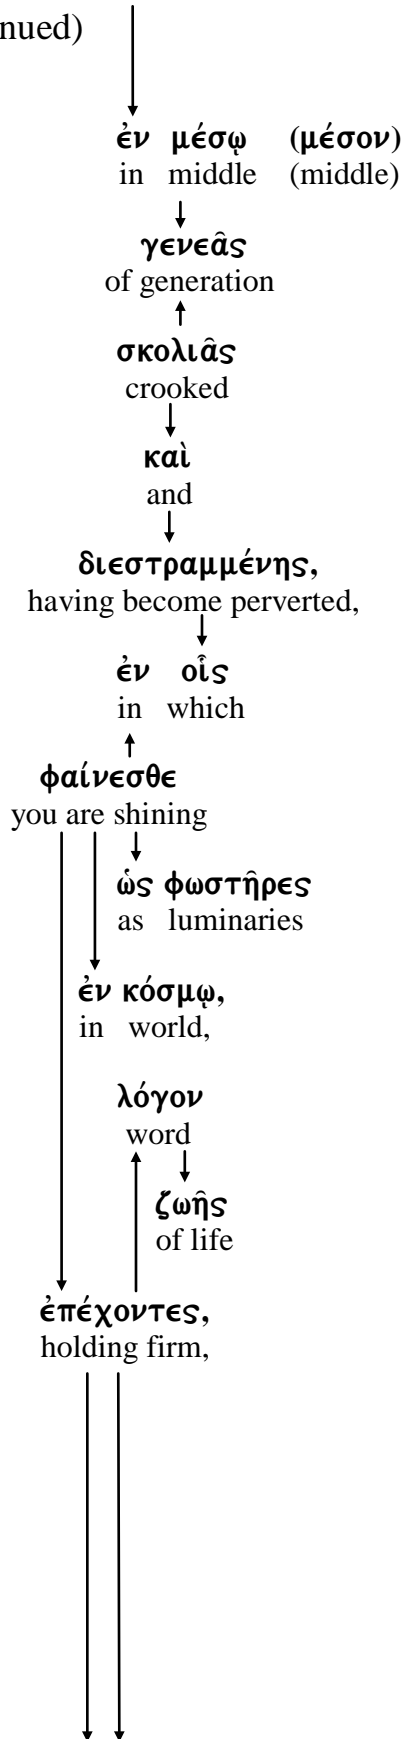 nued)
ἐν μέσῳ (μέσον)
in middle (middle)
γενεᾶς
of generation
σκολιᾶς
crooked
καὶ
and
διεστραμμένης,
having become perverted,
ἐν οἷς
in which
φαίνεσθε
you are shining
ὡς φωστῆρες
as luminaries
ἐν κόσμῳ,
in world,
λόγον
word
ζωῆς
of life
ἐπέχοντες,
holding firm,